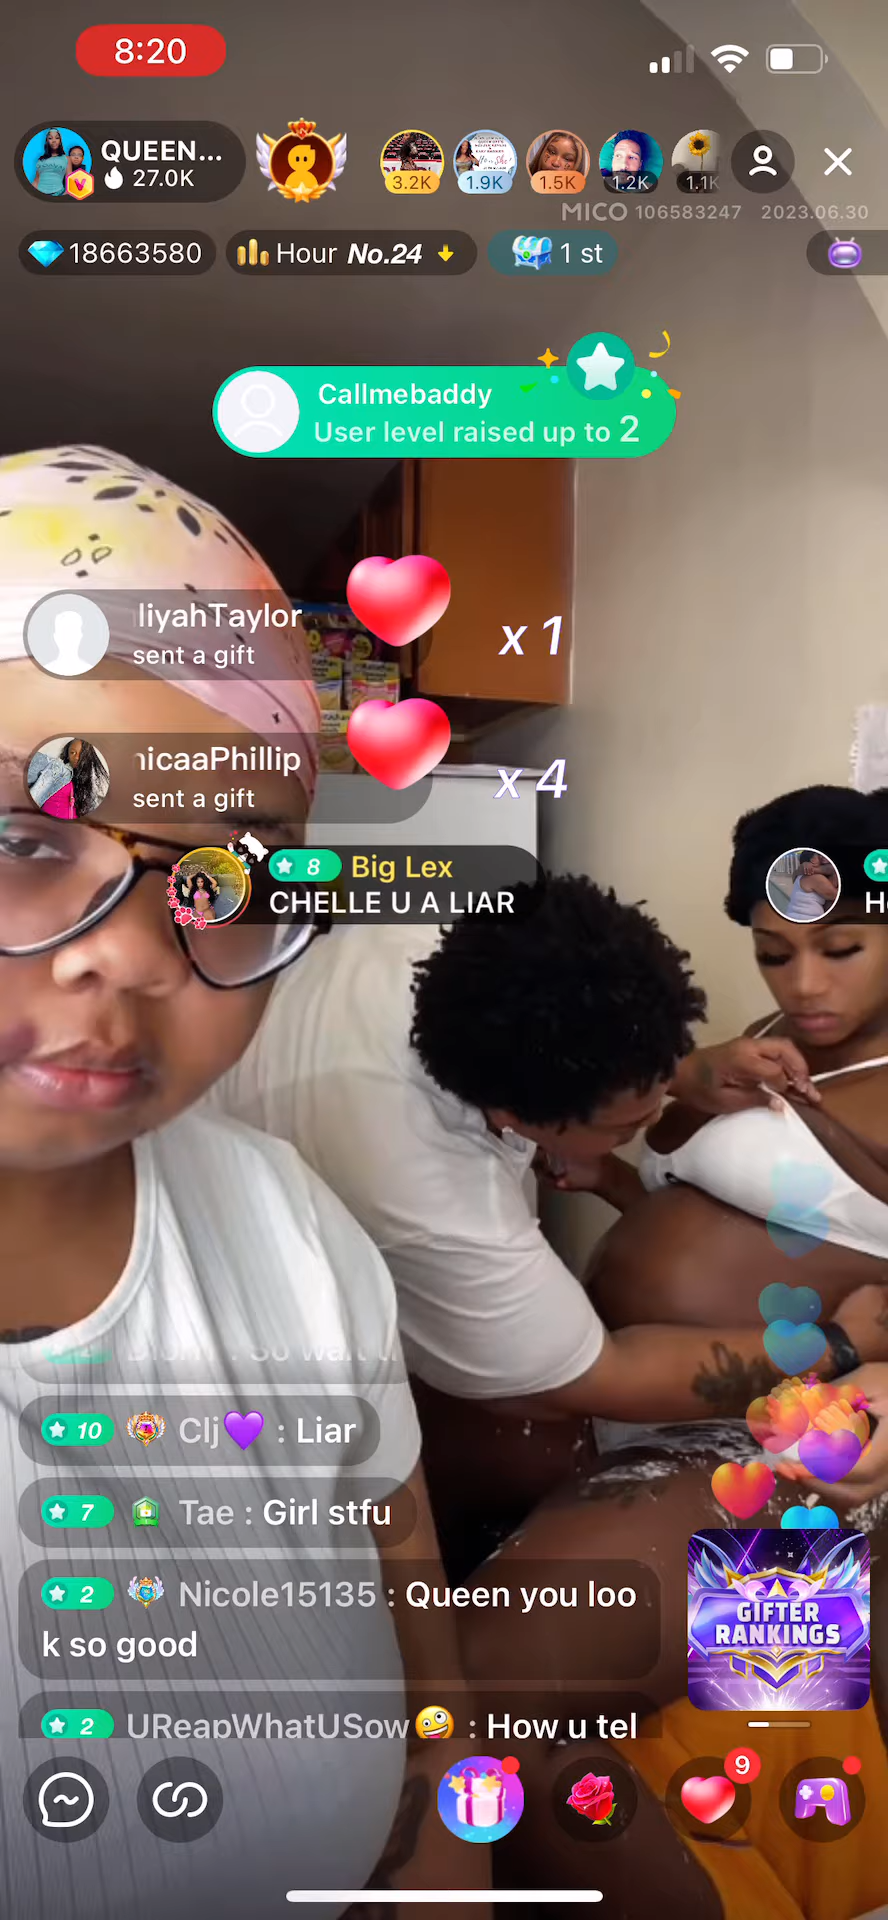 8:20
QUEEN...
27.0K
3.2K
1.9K
1.5K
1.2K
1.1K
MICO 106583247 2023.06.30
18663580
Hour No.24
1 st
Callmebaddy
User level raised up to 2
liyahTaylor
sent a gift
x 1
nicaaPhillip
sent a gift
x 4
8 Big Lex
CHELLE U A LIAR
10 Clj : Liar
7 Tae : Girl stfu
2 Nicole15135 : Queen you loo
k so good
2 UReapWhatUSow : How u tel
GIFTER
RANKINGS
9